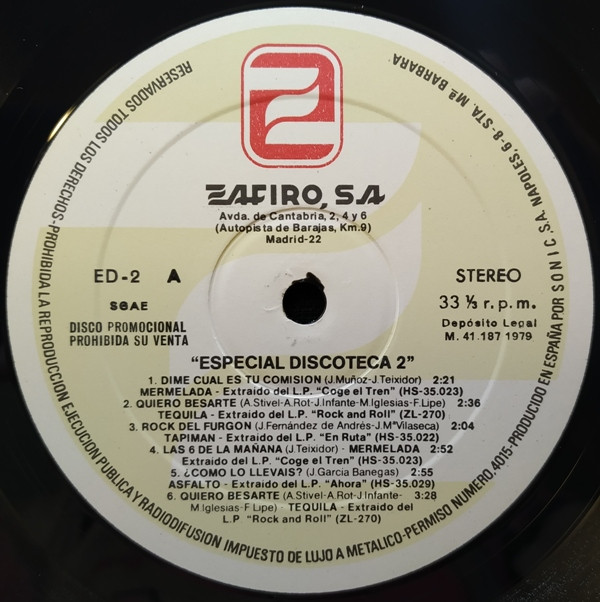 ZAFIRO, S.A
Avda. de Cantabria, 2, 4 y 6
(Autopista de Barajas, Km.9)
Madrid-22
ED-2 A
STEREO
SGAE
33 ⅓ r.p.m.
DISCO PROMOCIONAL
PROHIBIDA SU VENTA
Depósito Legal
M. 41.187 1979
"ESPECIAL DISCOTECA 2"
1. DIME CUAL ES TU COMISION (J.Muñoz-J.Teixidor) 2:21
MERMELADA - Extraido del L.P. "Coge el Tren" (HS-35.023)
2. QUIERO BESARTE (A.Stivel-A.Rot-J.Infante-M.Iglesias-F.Lipe) 2:36
TEQUILA - Extraido del L.P. "Rock and Roll" (ZL-270)
3. ROCK DEL FURGON (J.Fernández de Andrés-J.MªVilaseca) 2:04
TAPIMAN - Extraido del L.P. "En Ruta" (HS-35.022)
4. LAS 6 DE LA MAÑANA (J.Teixidor) - MERMELADA 2:52
Extraido del L.P. "Coge el Tren" (HS-35.023)
5. ¿COMO LO LLEVAIS? (J.García Banegas) 2:55
ASFALTO - Extraido del L.P. "Ahora" (HS-35.029)
6. QUIERO BESARTE (A.Stivel-A.Rot-J.Infante- 3:28
M.Iglesias-F.Lipe) - TEQUILA - Extraido del
L.P "Rock and Roll" (ZL-270)
RESERVADOS TODOS LOS DERECHOS.-PROHIBIDA LA REPRODUCCION EJECUCION PUBLICA Y RADIODIFUSION IMPUESTO DE LUJO A METALICO-PERMISO NUMERO.4015-PRODUCIDO EN ESPAÑA POR SONIC S.A. NAPOLES, 6-8-STA. Mª BARBARA